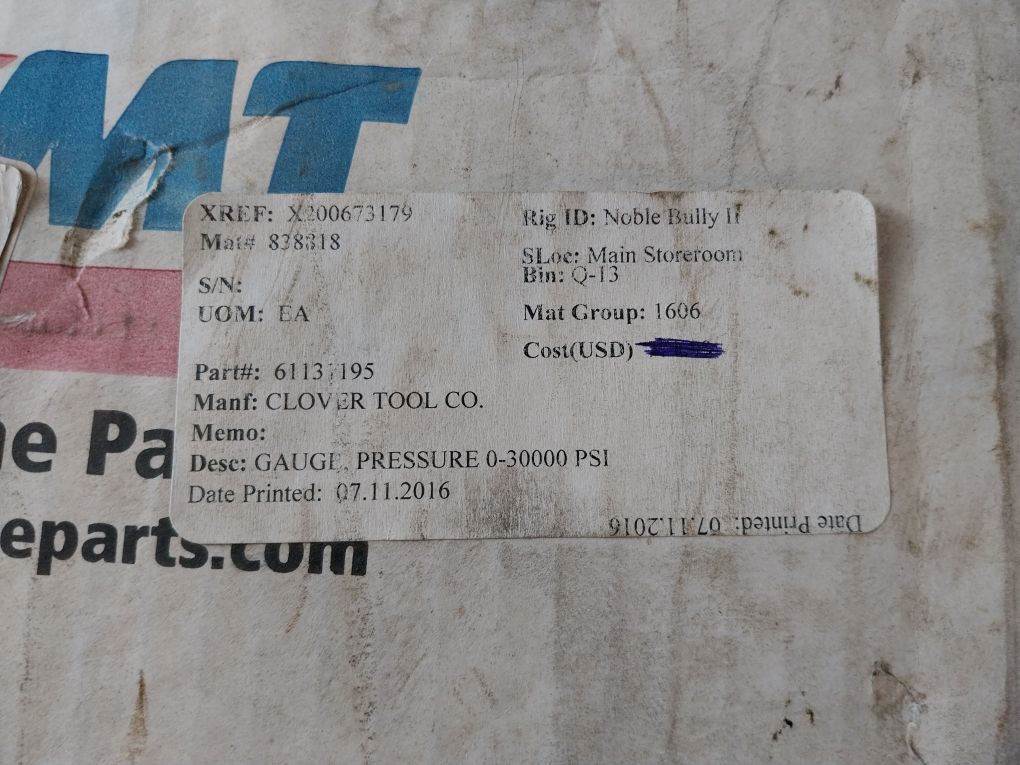 MT
XREF: X200673179
Mat# 838318
S/N:
UOM: EA
Part#: 61137195
Manf: CLOVER TOOL CO.
Memo:
Desc: GAUGE, PRESSURE 0-30000 PSI
Date Printed: 07.11.2016
Rig ID: Noble Bully II
SLoc: Main Storeroom
Bin: Q-13
Mat Group: 1606
Cost(USD)
Date Printed: 07.11.2016
ne Pa
eparts.com